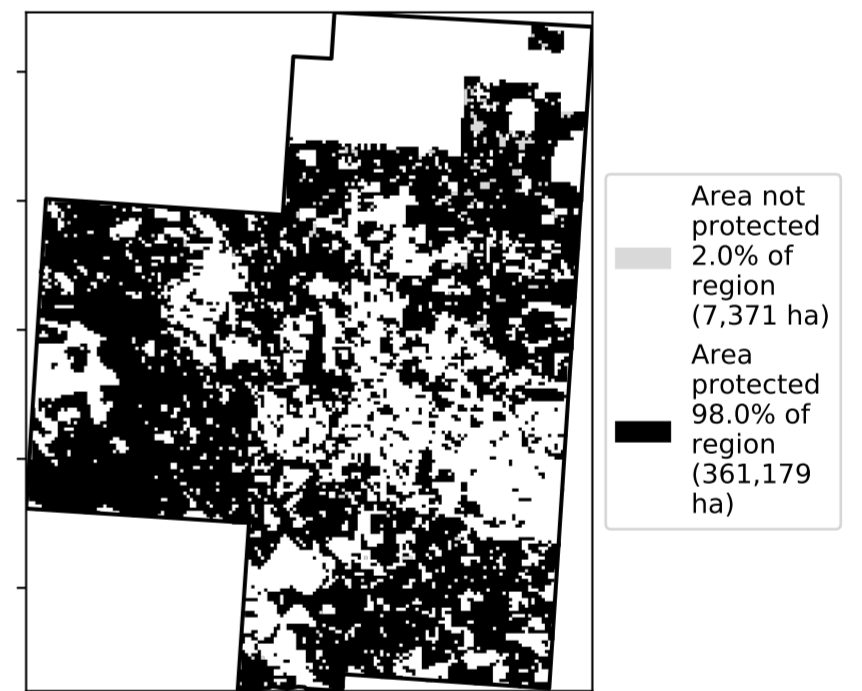 Area not
protected
2.0% of
region
(7,371 ha)
Area
protected
98.0% of
region
(361,179
ha)